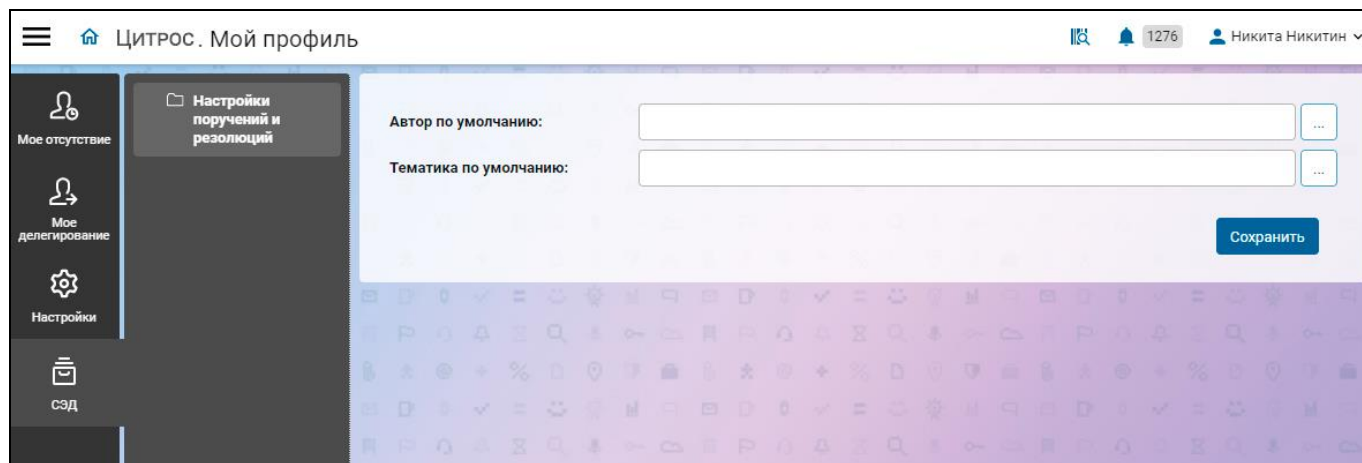 Цитрос. Мой профиль
1276
Никита Никитин
Мое отсутствие
Мое
делегирование
Настройки
СЭД
Настройки
поручений и
резолюций
Автор по умолчанию:
...
Тематика по умолчанию:
...
Сохранить